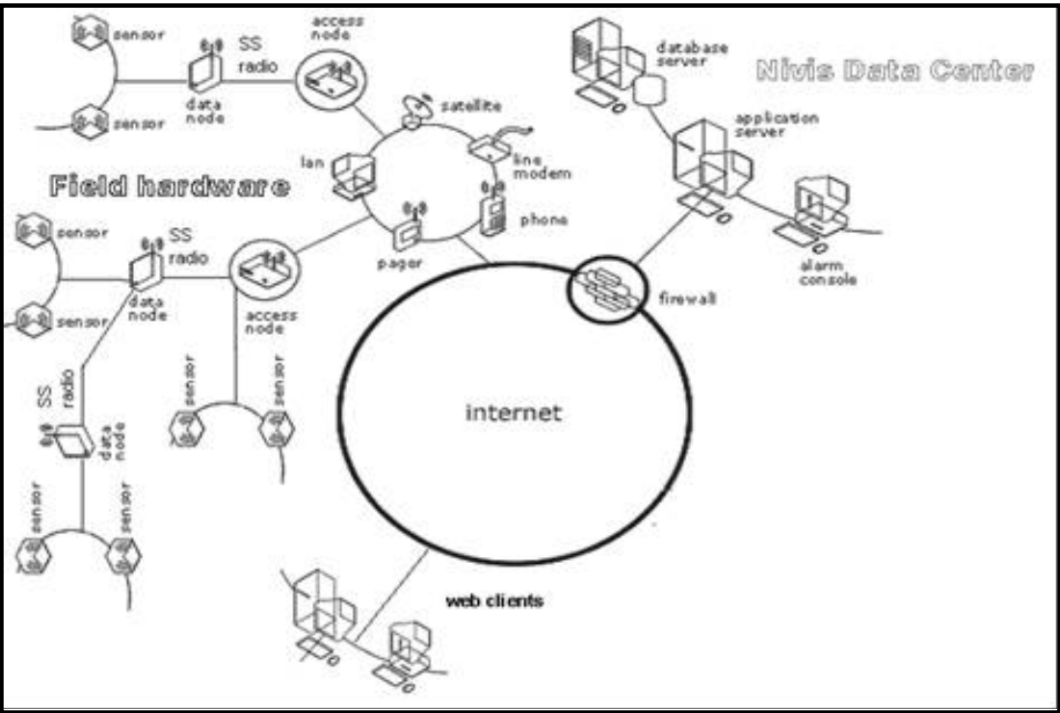 sensor
SS
radio
access
node
data
node
sensor
satellite
lan
line
modem
phone
pager
Field hardware
sensor
SS
radio
data
node
access
node
sensor
SS
radio
data
node
sensor
sensor
sensor
sensor
database
server
Nivis Data Center
application
server
alarm
console
firewall
internet
web clients